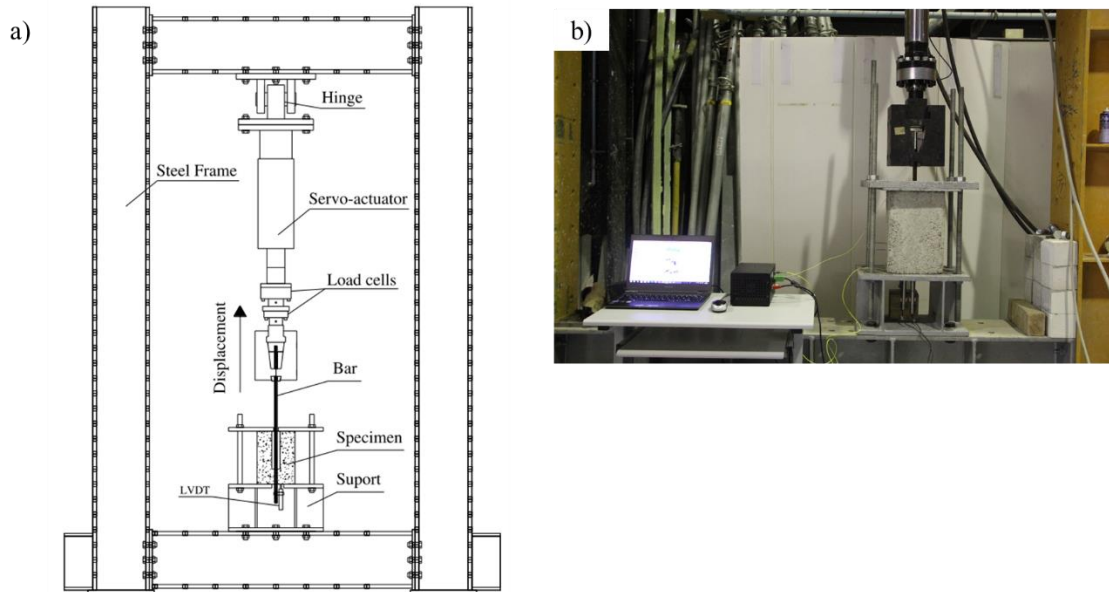 a)
b)
Hinge
Steel Frame
Servo-actuator
Load cells
Displacement
Bar
Specimen
LVDT
Suport